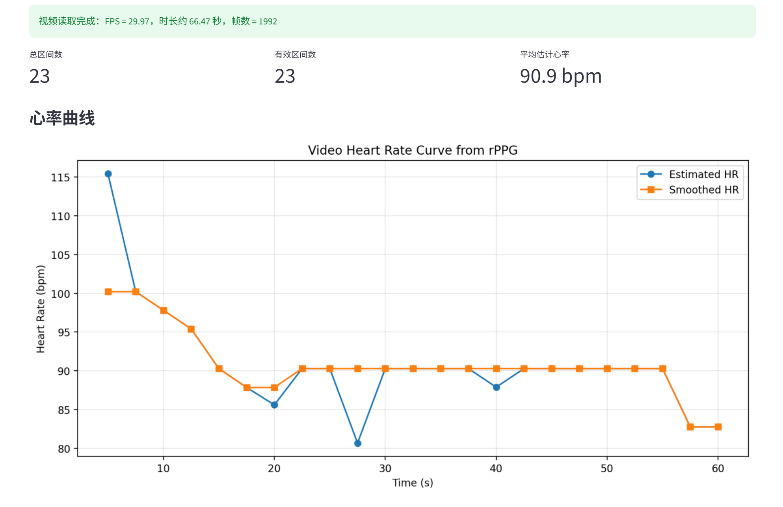 视频读取完成：FPS = 29.97，时长约 66.47 秒，帧数 = 1992
总区间数
有效区间数
平均估计心率
23
23
90.9 bpm
心率曲线
Video Heart Rate Curve from rPPG
Estimated HR
Smoothed HR
Heart Rate (bpm)
115
110
105
100
95
90
85
80
10
20
30
40
50
60
Time (s)